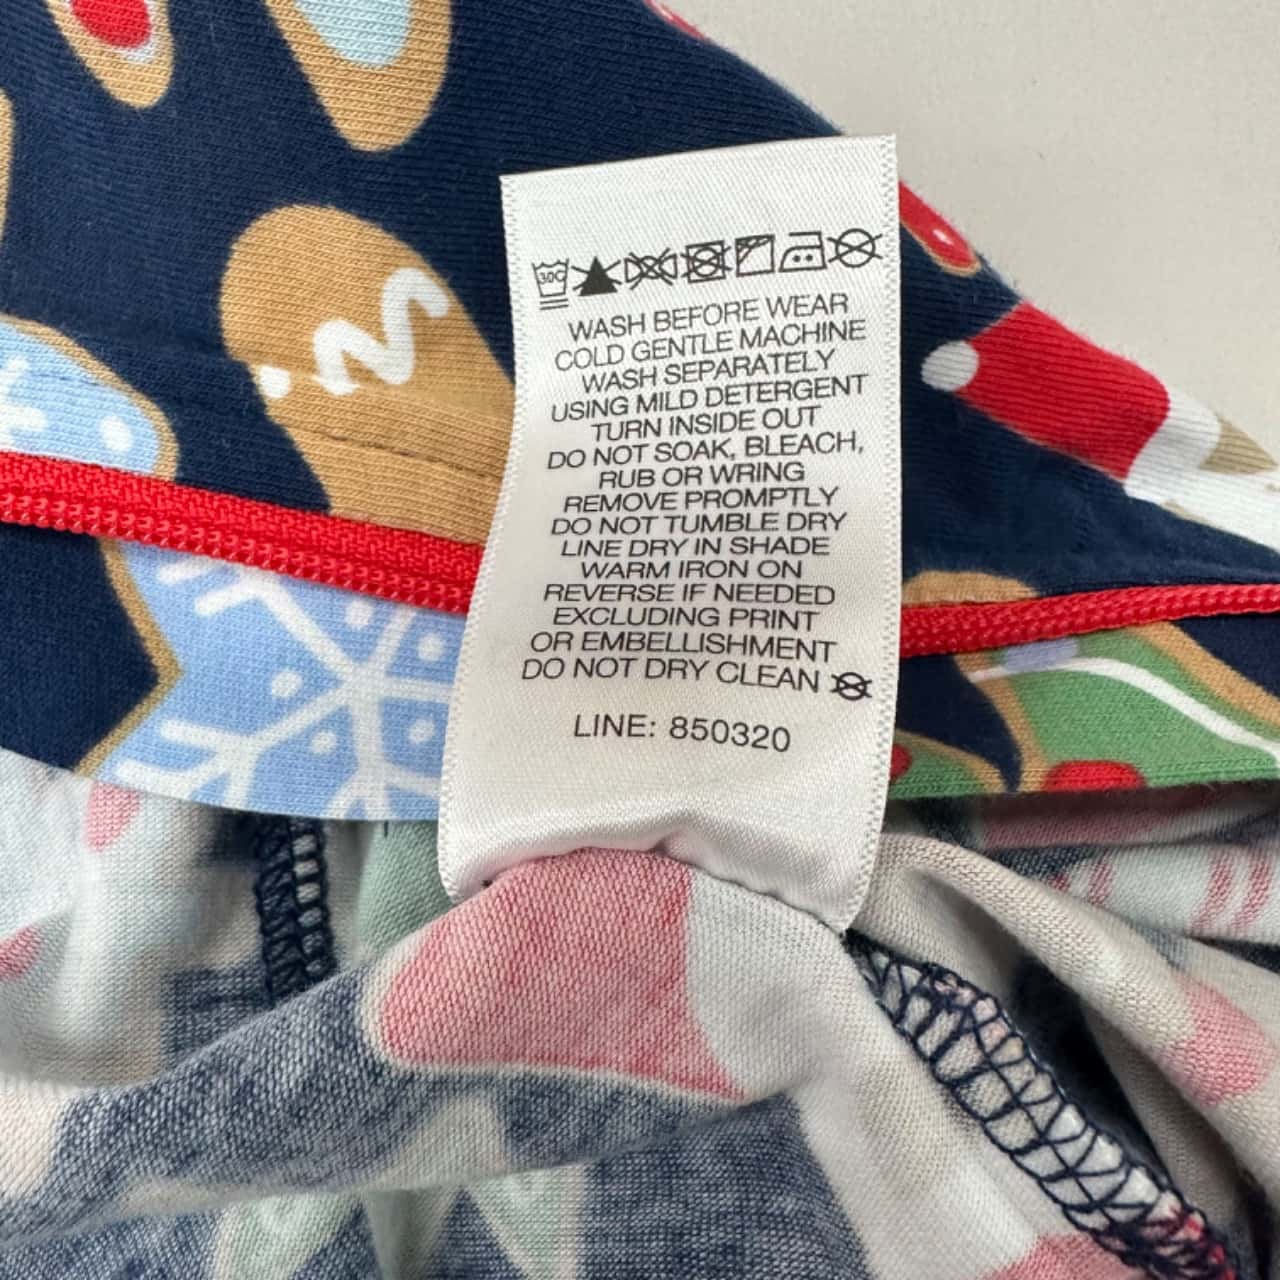 30C
WASH BEFORE WEAR
COLD GENTLE MACHINE
WASH SEPARATELY
USING MILD DETERGENT
TURN INSIDE OUT
DO NOT SOAK, BLEACH,
RUB OR WRING
REMOVE PROMPTLY
DO NOT TUMBLE DRY
LINE DRY IN SHADE
WARM IRON ON
REVERSE IF NEEDED
EXCLUDING PRINT
OR EMBELLISHMENT
DO NOT DRY CLEAN
LINE: 850320